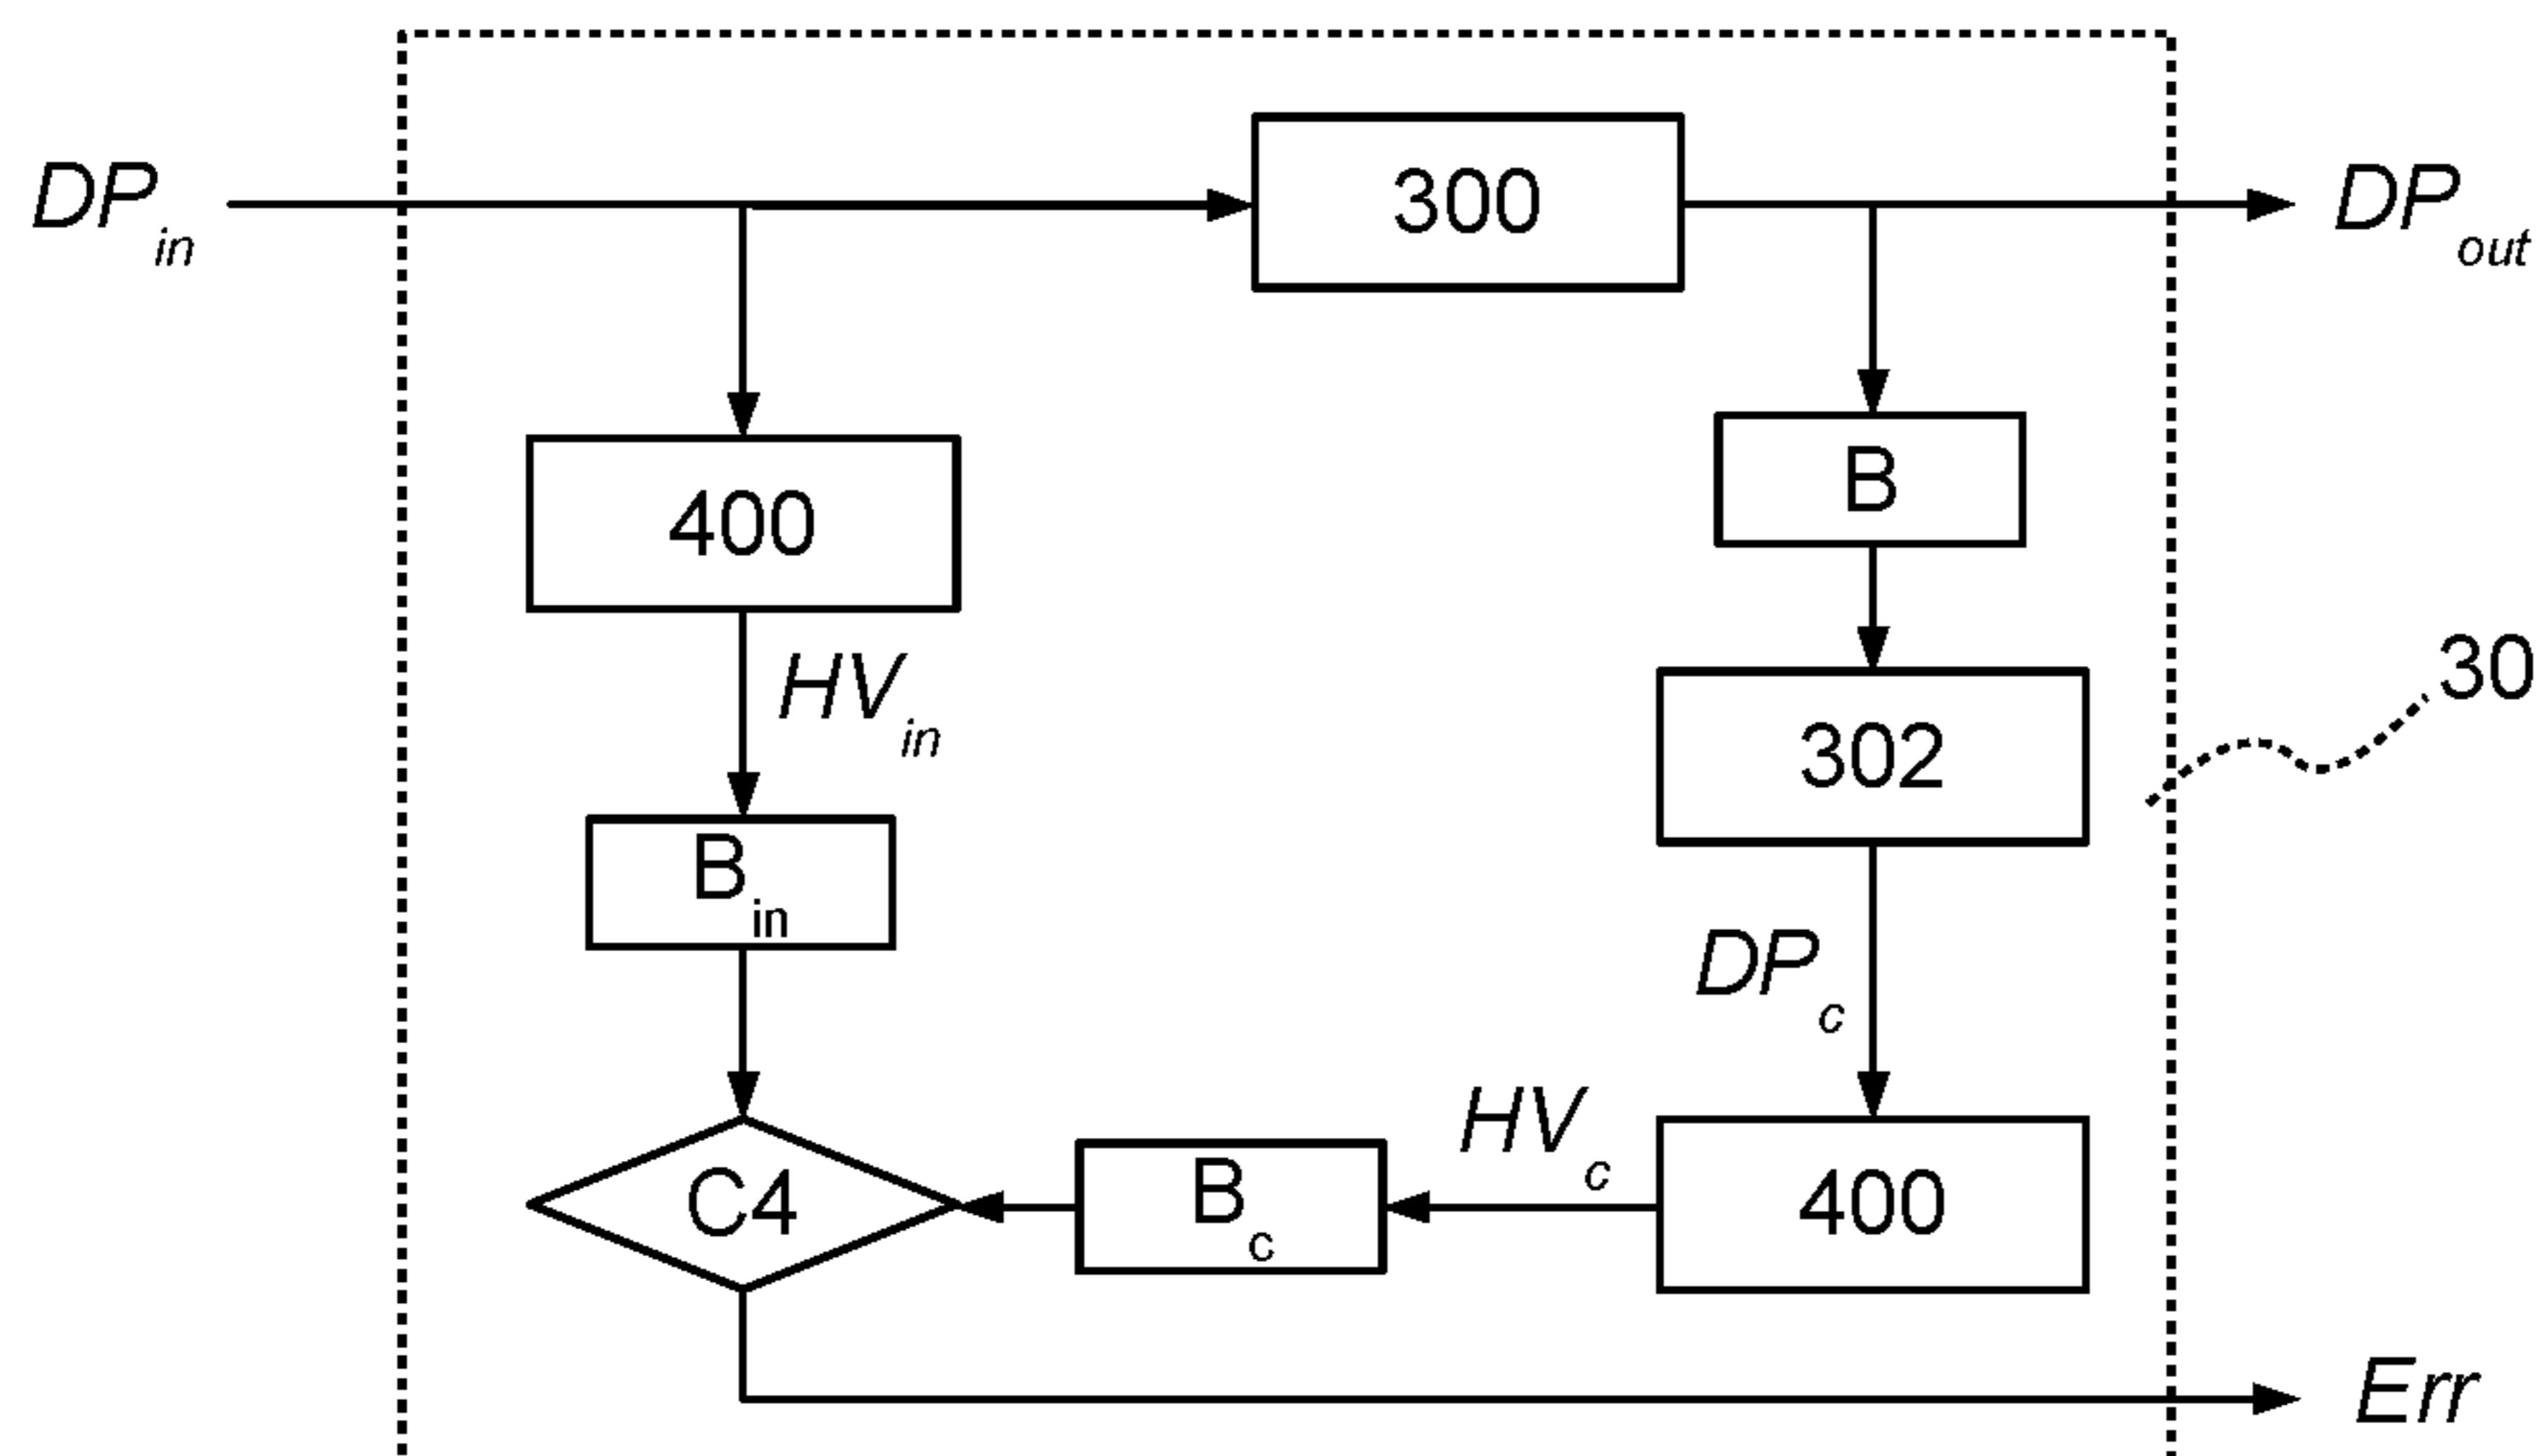 DP_in
300
DP_out
400
B
HV_in
302
30
B_in
DP_c
C4
B_c
HV_c
400
Err